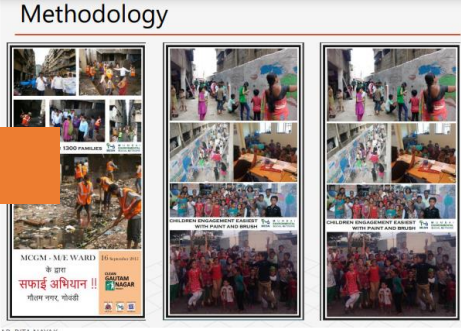 Methodology
1300 FAMILIES
MCGM - M/E WARD
के द्वारा
सफाई अभियान !!
गौतम नगर, गोवंडी
16 September 2015
CLEAN
GAUTAM
NAGAR
CHILDREN ENGAGEMENT EASIEST
WITH PAINT AND BRUSH
CHILDREN ENGAGEMENT EASIEST
WITH PAINT AND BRUSH